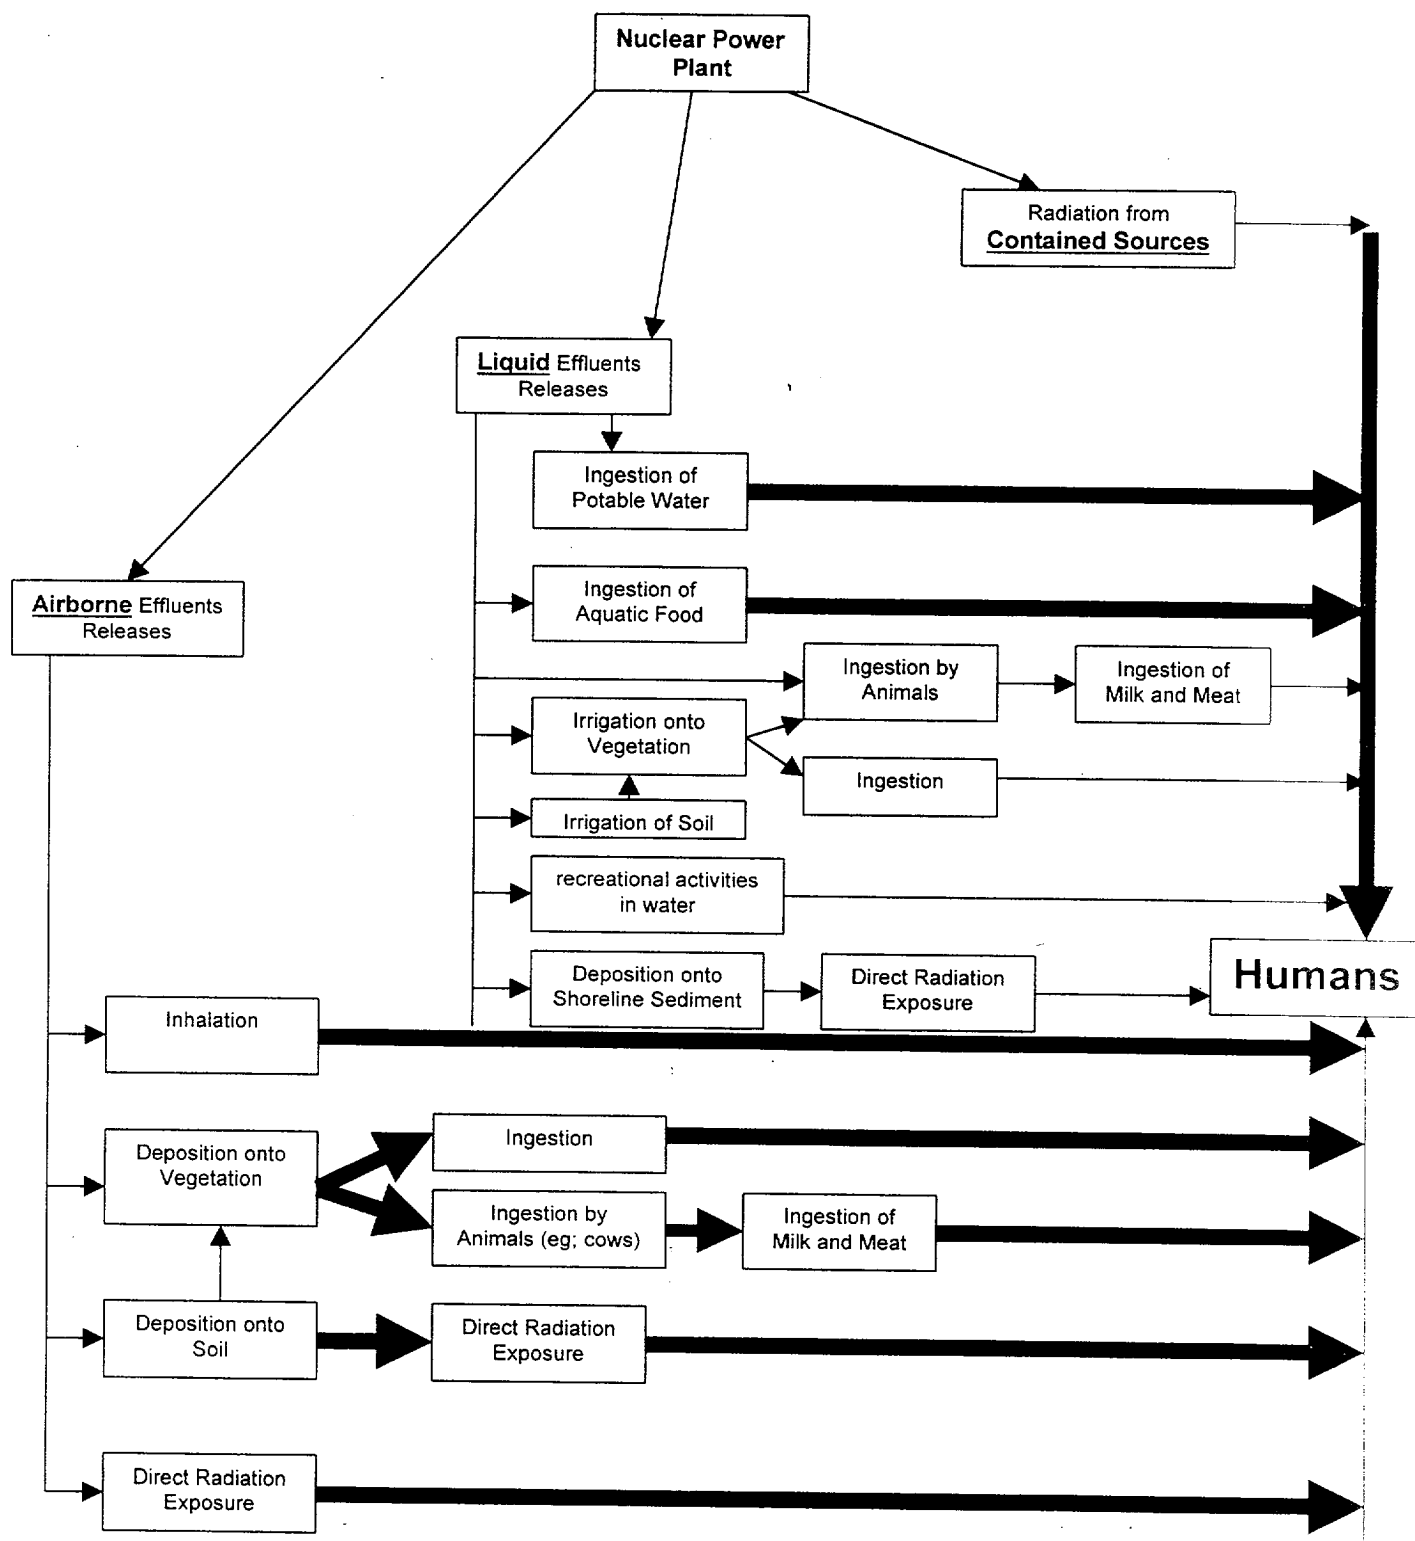 Nuclear Power
Plant
Radiation from
Contained Sources
Liquid Effluents
Releases
Ingestion of
Potable Water
Airborne Effluents
Releases
Ingestion of
Aquatic Food
Ingestion by
Animals
Ingestion of
Milk and Meat
Irrigation onto
Vegetation
Ingestion
Irrigation of Soil
recreational activities
in water
Deposition onto
Shoreline Sediment
Direct Radiation
Exposure
Humans
Inhalation
Deposition onto
Vegetation
Ingestion
Ingestion by
Animals (eg; cows)
Ingestion of
Milk and Meat
Deposition onto
Soil
Direct Radiation
Exposure
Direct Radiation
Exposure